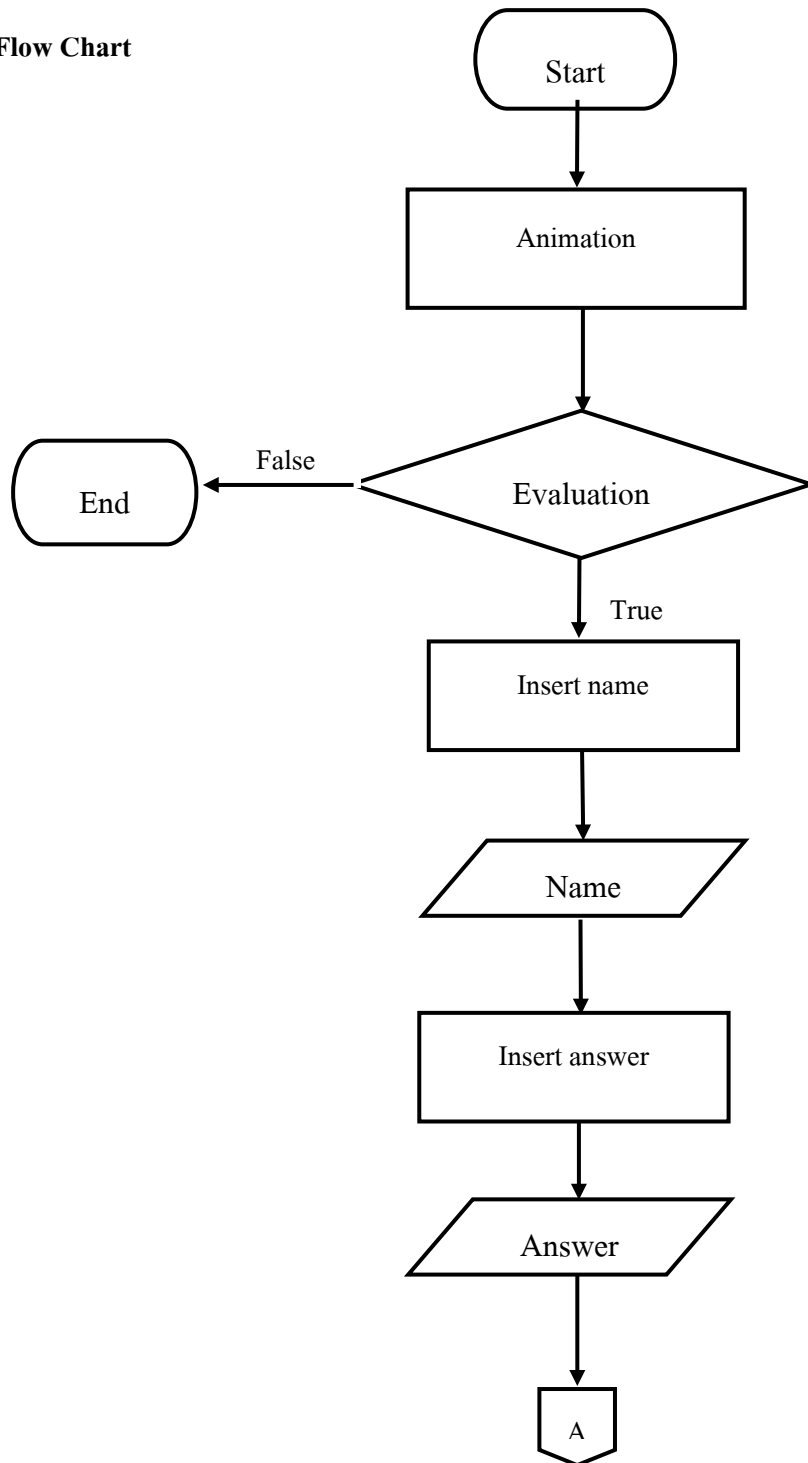 Flow Chart
Start
Animation
Evaluation
False
End
True
Insert name
Name
Insert answer
Answer
A